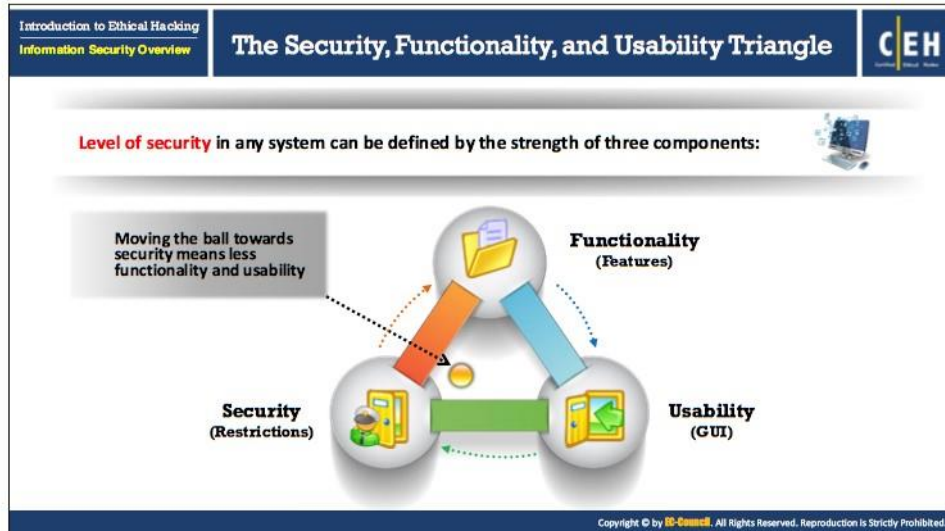 Introduction to Ethical Hacking
Information Security Overview
The Security, Functionality, and Usability Triangle
CEH
Level of security in any system can be defined by the strength of three components:
Moving the ball towards
security means less
functionality and usability
Functionality
(Features)
Security
(Restrictions)
Usability
(GUI)
Copyright © by EC-Council. All Rights Reserved. Reproduction is Strictly Prohibited